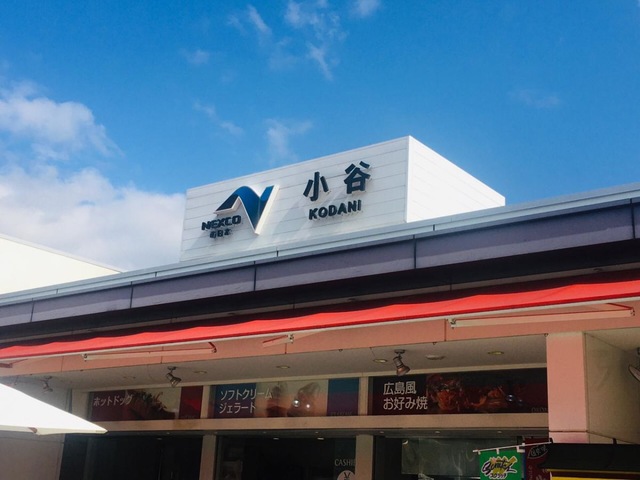 NEXCO
西日本
小谷
KODANI
ホットドッグ
ソフトクリーム
ジェラート
広島風
お好み焼
CASHIER